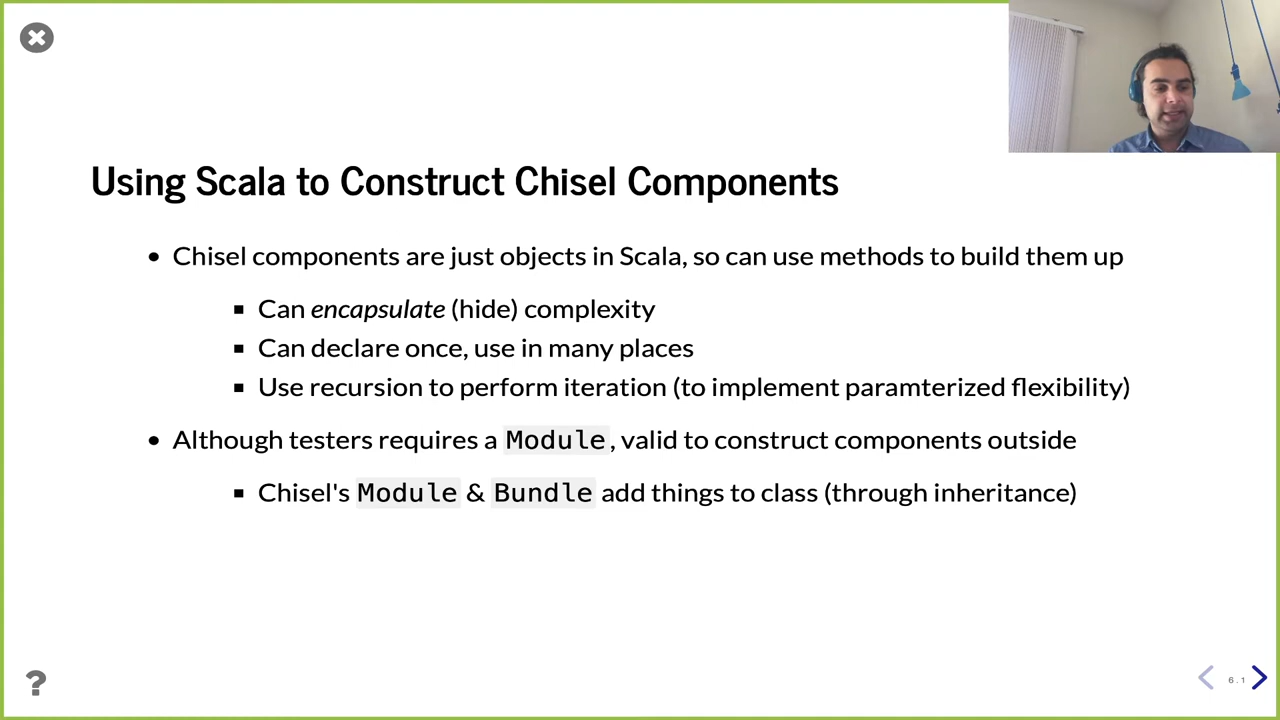 Using Scala to Construct Chisel Components
• Chisel components are just objects in Scala, so can use methods to build them up
▪ Can encapsulate (hide) complexity
▪ Can declare once, use in many places
▪ Use recursion to perform iteration (to implement paramterized flexibility)
• Although testers requires a Module, valid to construct components outside
▪ Chisel's Module & Bundle add things to class (through inheritance)
?
6.1